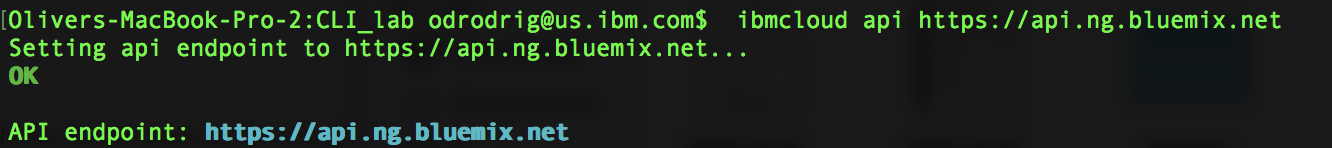 [Olivers-MacBook-Pro-2:CLI_lab odrodrig@us.ibm.com$  ibmcloud api https://api.ng.bluemix.net
Setting api endpoint to https://api.ng.bluemix.net...
OK
API endpoint: https://api.ng.bluemix.net